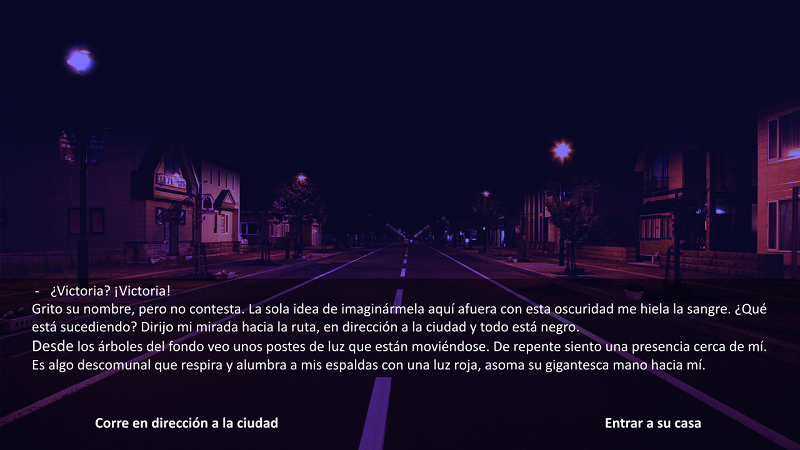 - ¿Victoria? ¡Victoria!
Grito su nombre, pero no contesta. La sola idea de imaginármela aquí afuera con esta oscuridad me hiela la sangre. ¿Qué
está sucediendo? Dirijo mi mirada hacia la ruta, en dirección a la ciudad y todo está negro.
Desde los árboles del fondo veo unos postes de luz que están moviéndose. De repente siento una presencia cerca de mí.
Es algo descomunal que respira y alumbra a mis espaldas con una luz roja, asoma su gigantesca mano hacia mí.
Corre en dirección a la ciudad
Entrar a su casa